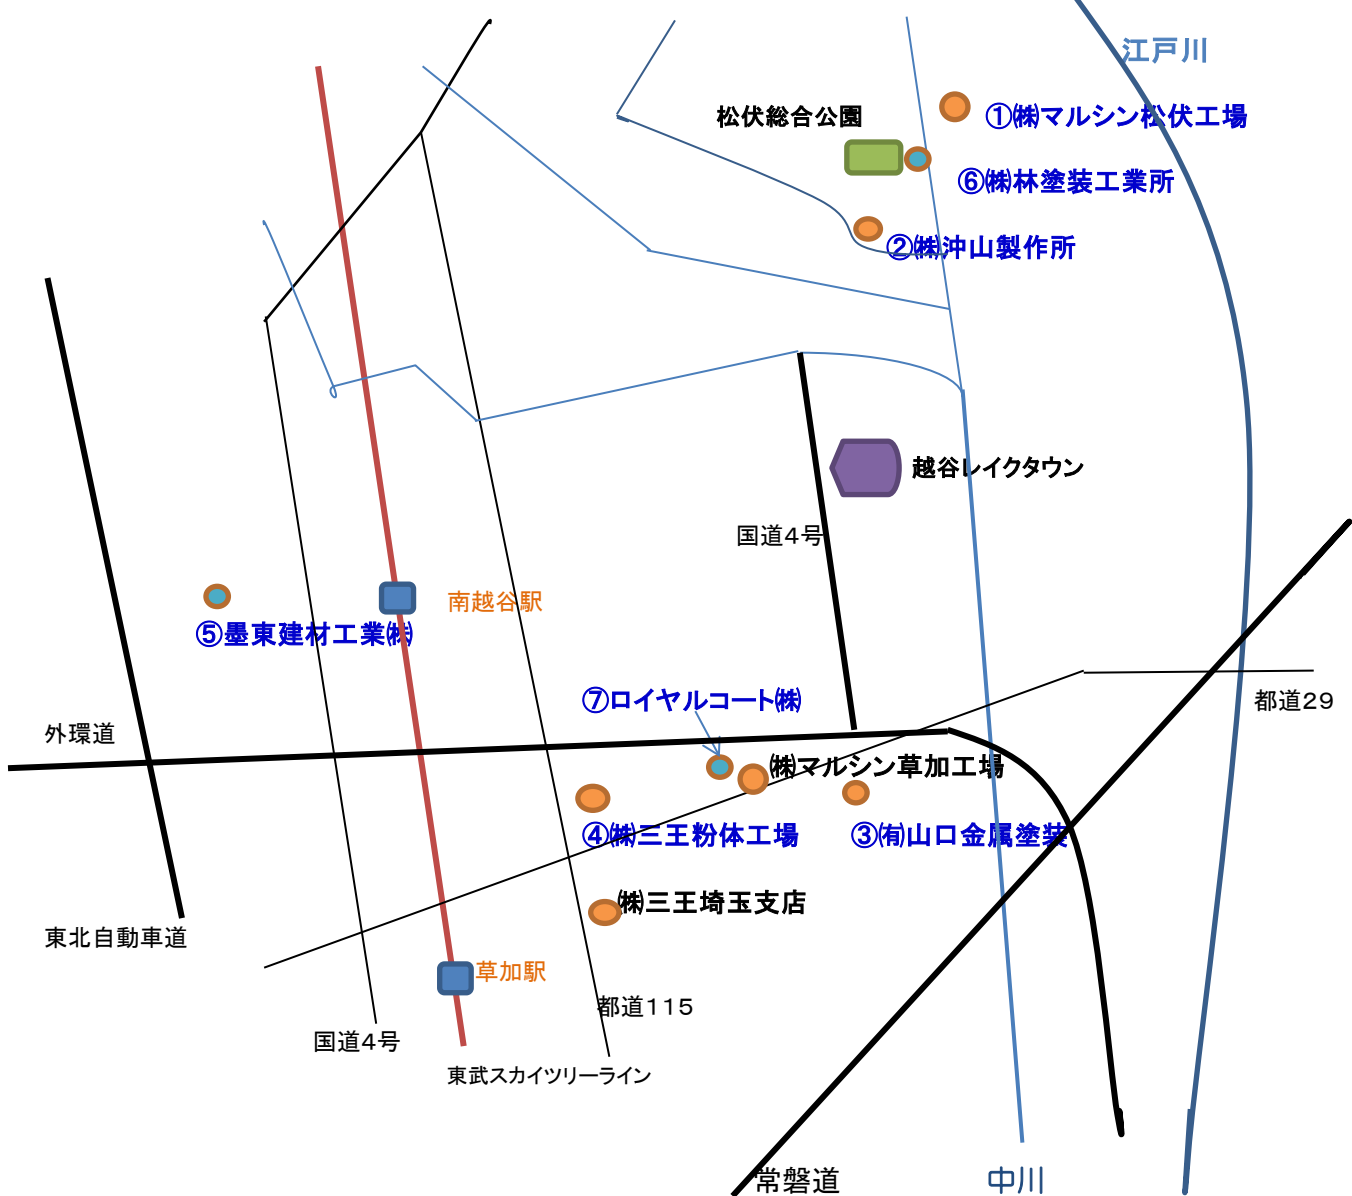 江戸川
松伏総合公園
①㈱マルシン松伏工場
⑥㈱林塗装工業所
②㈱沖山製作所
越谷レイクタウン
国道4号
南越谷駅
⑤墨東建材工業㈱
⑦ロイヤルコート㈱
都道29
外環道
㈱マルシン草加工場
④㈱三王粉体工場
③㈲山口金属塗装
㈱三王埼玉支店
東北自動車道
草加駅
都道115
国道4号
東武スカイツリーライン
常磐道
中川